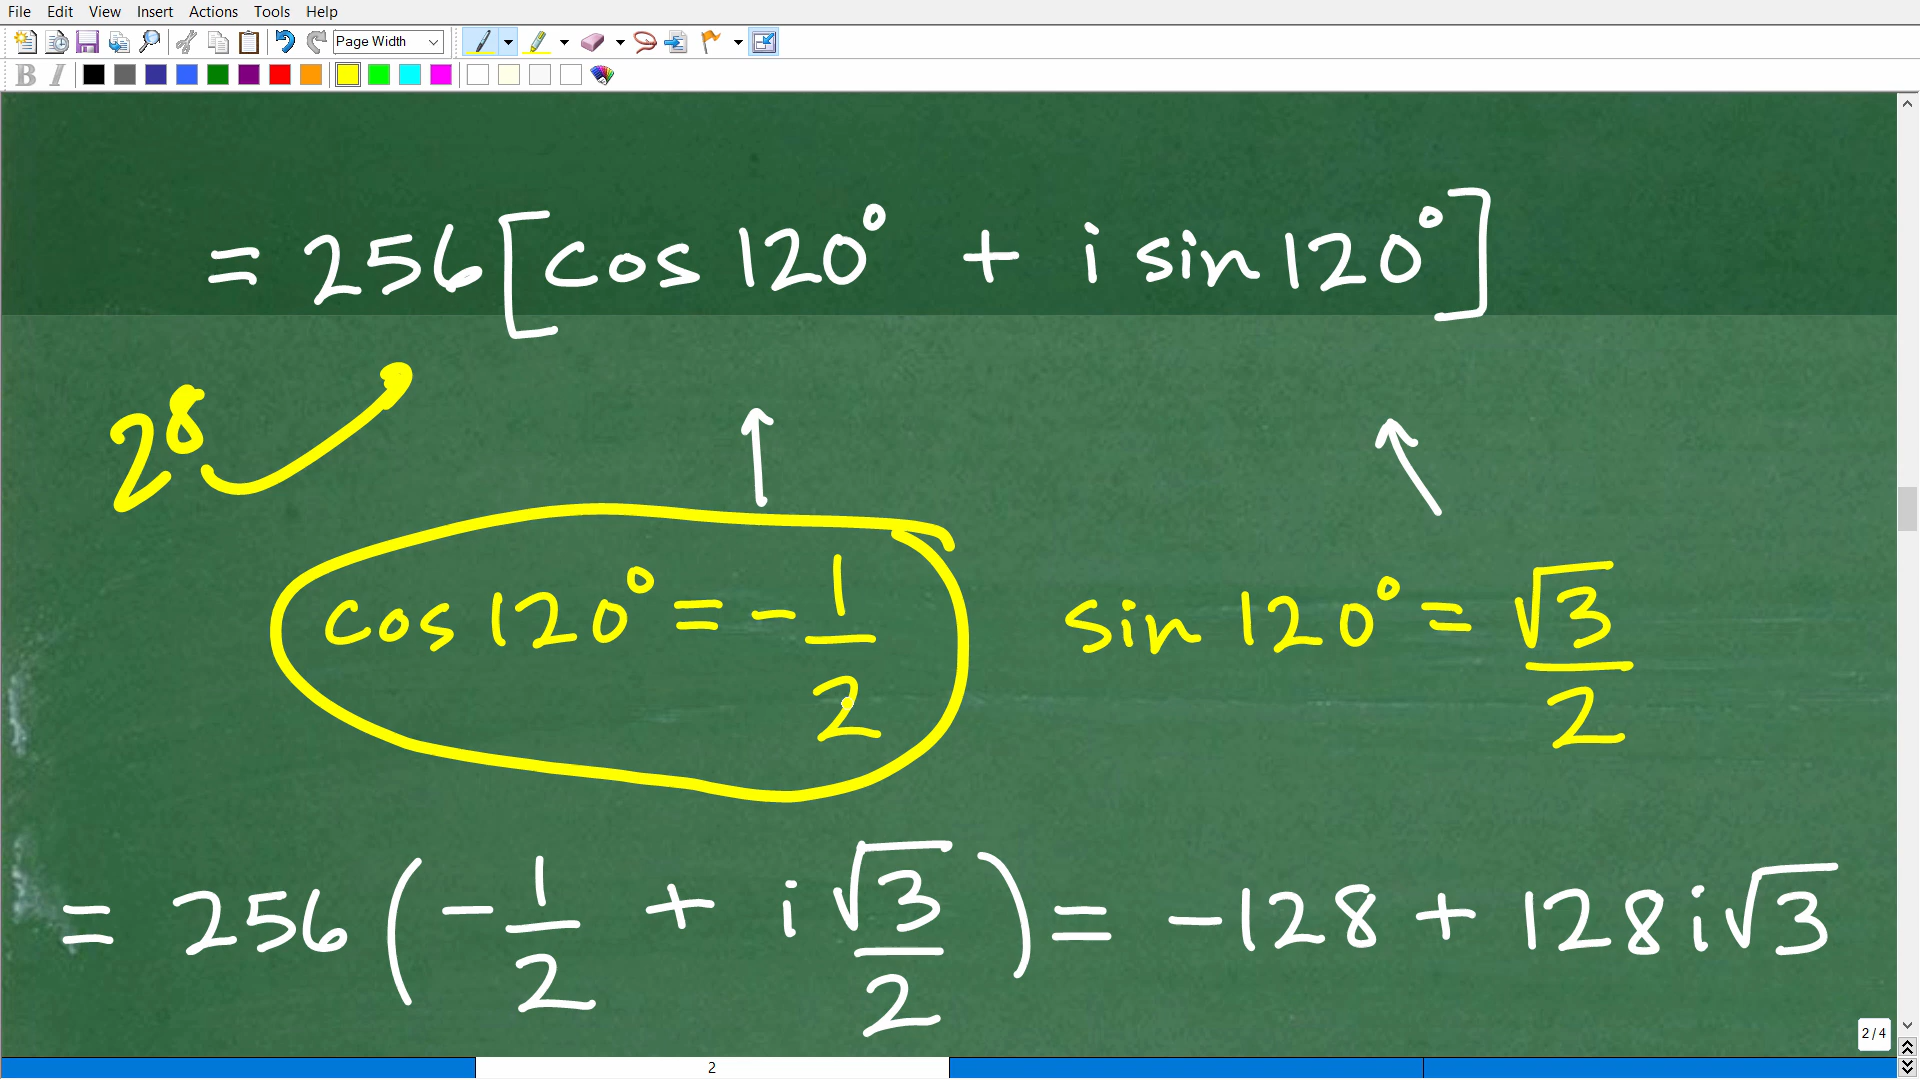 File Edit View Insert Actions Tools Help
Page Width
B I
= 256 [cos 120° + i sin 120°]
2⁸
cos 120° = -1/2 sin 120° = √3/2
= 256 (-1/2 + i √3/2) = -128 + 128i√3
2 / 4
2